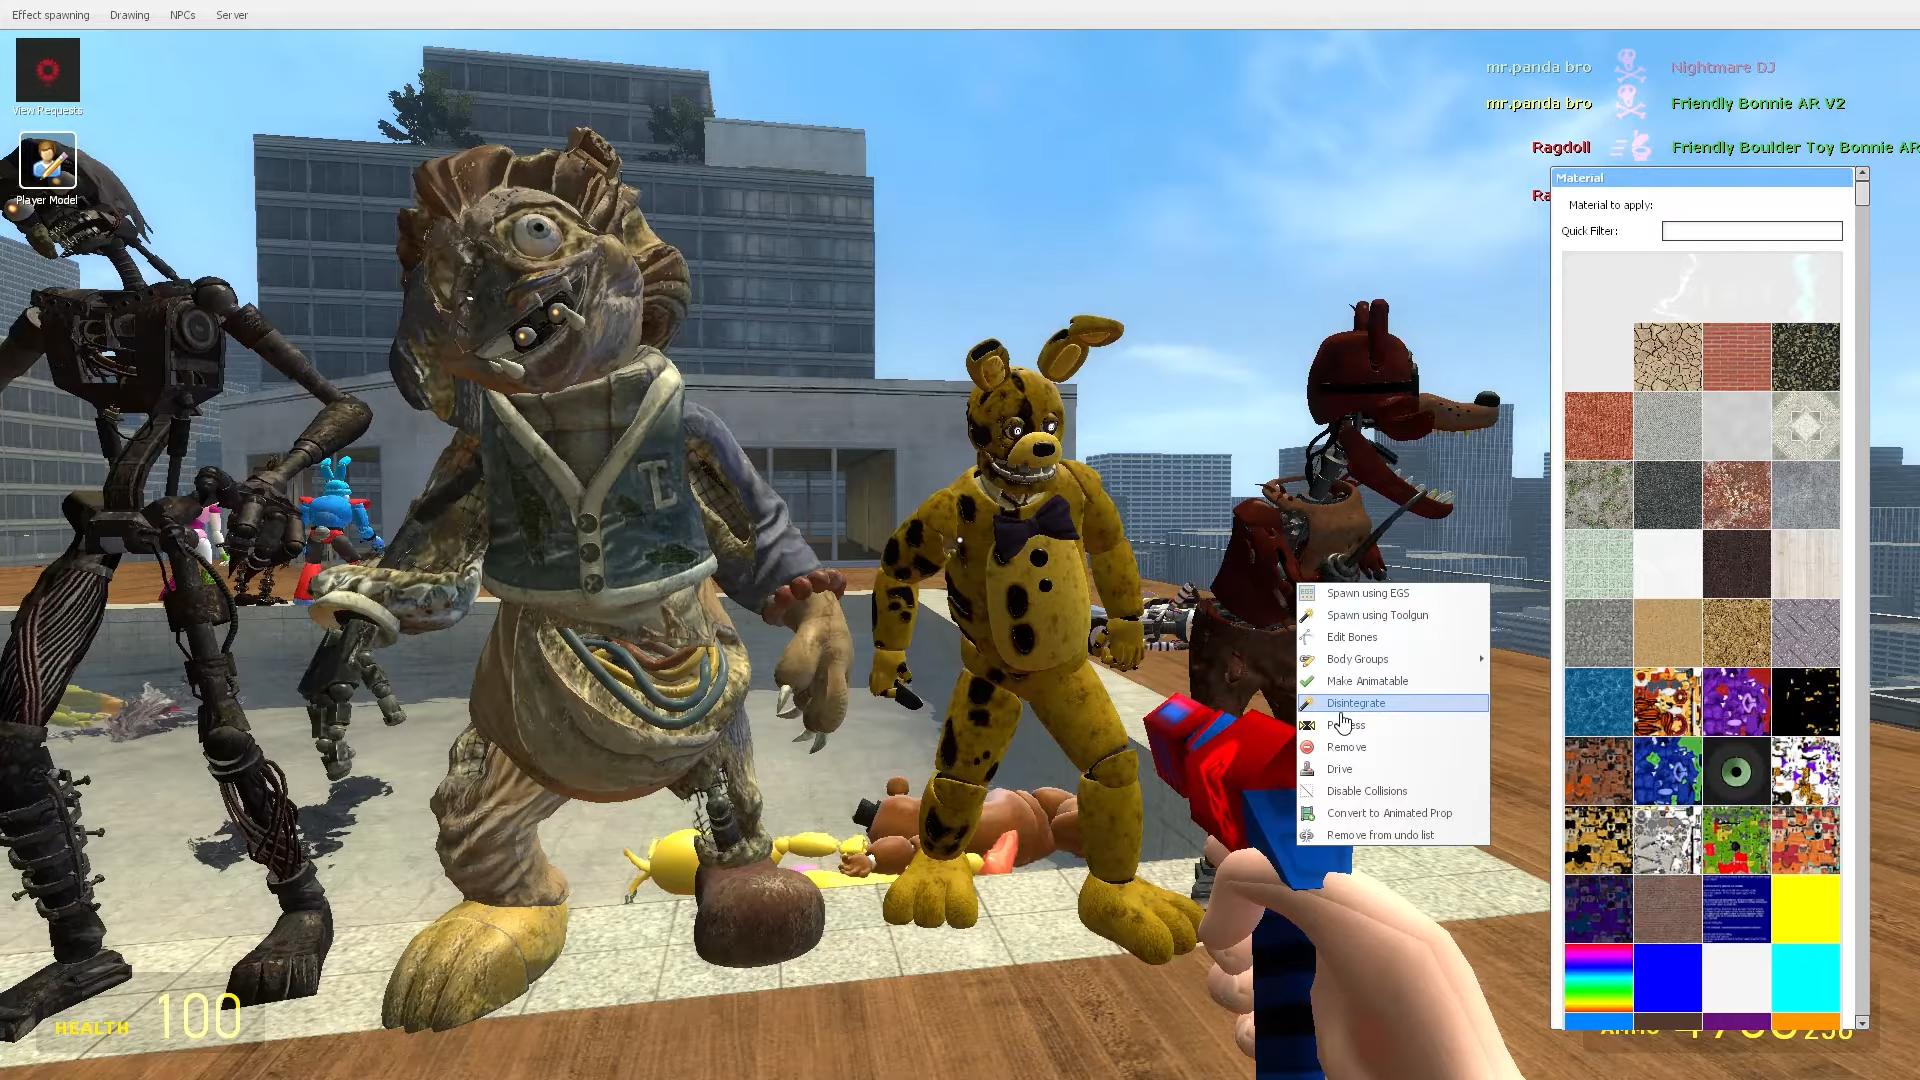 Effect spawning Drawing NPCs Server
View Requests
Player Model
mr.panda bro Nightmare DJ
mr.panda bro Friendly Bonnie AR V2
Ragdoll Friendly Boulder Toy Bonnie AR
Ra
Material
Material to apply:
Quick Filter:
L
Spawn using EGS
Spawn using Toolgun
Edit Bones
Body Groups
Make Animatable
Disintegrate
Remove
Drive
Disable Collisions
Convert to Animated Prop
Remove from undo list
HEALTH 100